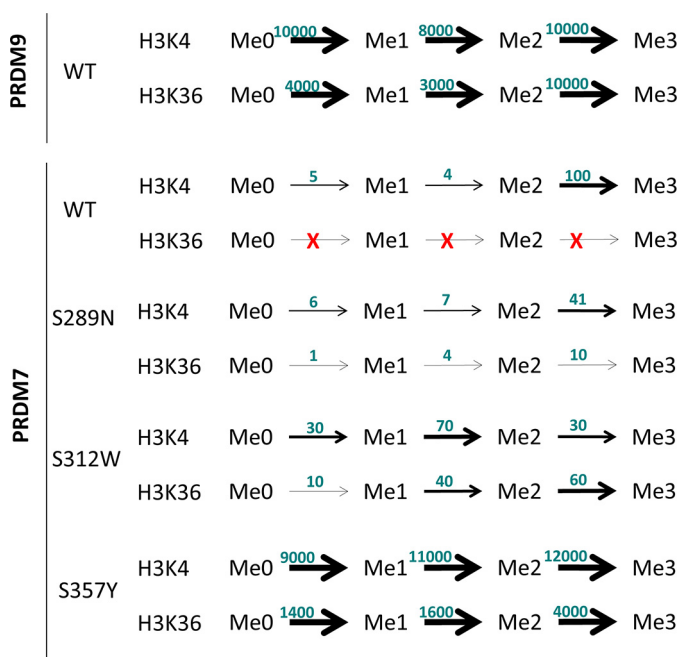 PRDM9
WT
10000 8000 10000
H3K4 Me0 Me1 Me2 Me3
4000 3000 10000
H3K36 Me0 Me1 Me2 Me3
PRDM7
WT
5 4 100
H3K4 Me0 Me1 Me2 Me3
H3K36 Me0 X Me1 X Me2 X Me3
S289N
6 7 41
H3K4 Me0 Me1 Me2 Me3
1 4 10
H3K36 Me0 Me1 Me2 Me3
S312W
30 70 30
H3K4 Me0 Me1 Me2 Me3
10 40 60
H3K36 Me0 Me1 Me2 Me3
S357Y
9000 11000 12000
H3K4 Me0 Me1 Me2 Me3
1400 1600 4000
H3K36 Me0 Me1 Me2 Me3